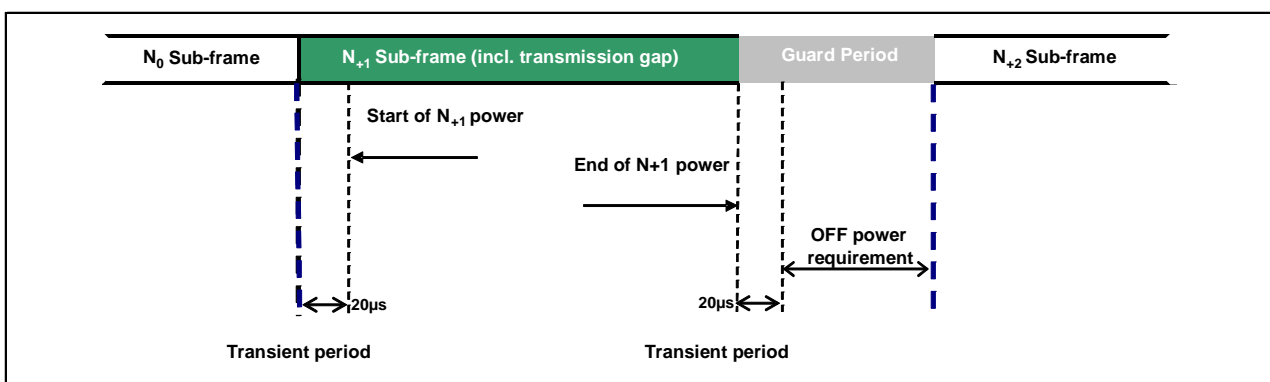 N0 Sub-frame
N+1 Sub-frame (incl. transmission gap)
Guard Period
N+2 Sub-frame
Start of N+1 power
End of N+1 power
OFF power
requirement
20µs
20µs
Transient period
Transient period